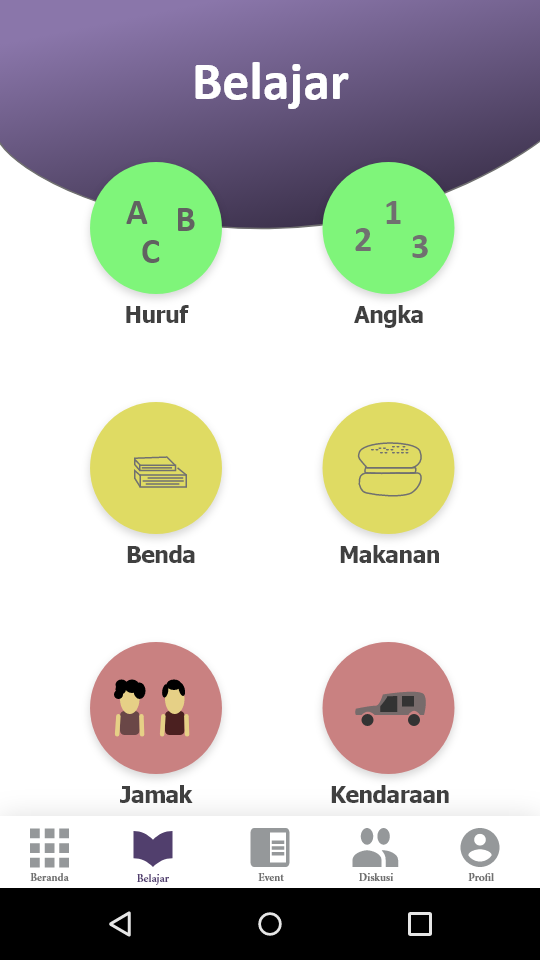 Belajar
A B
C
1
2 3
Huruf
Angka
Benda
Makanan
Jamak
Kendaraan
Beranda
Belajar
Event
Diskusi
Profil